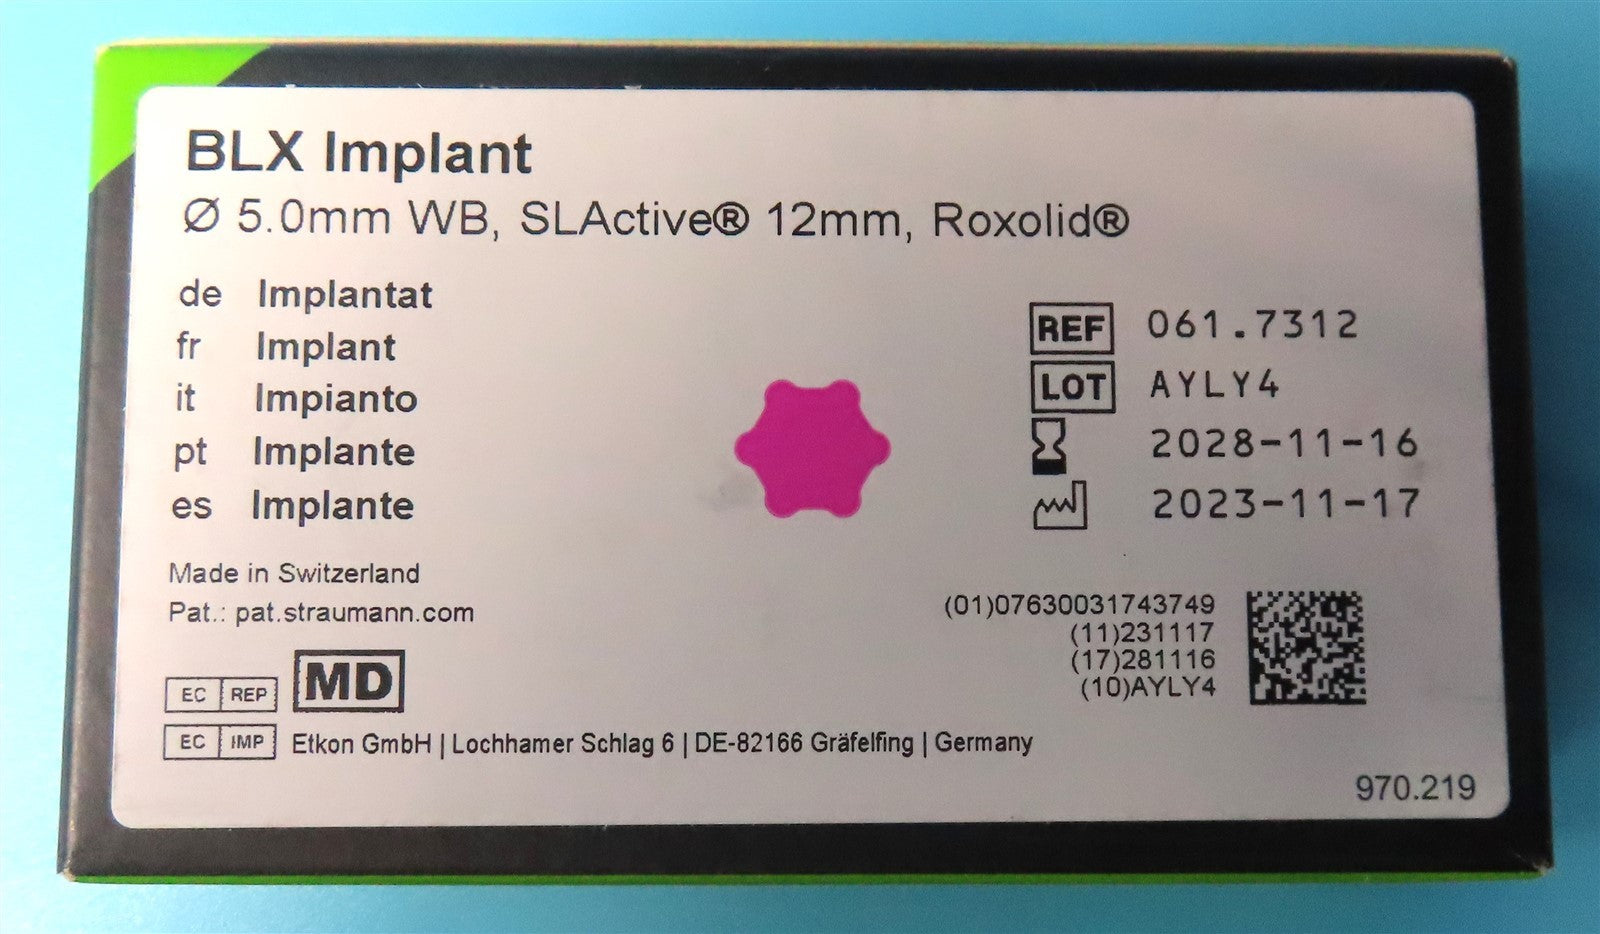 BLX Implant
Ø 5.0mm WB, SLActive® 12mm, Roxolid®
de Implantat
fr Implant
it Impianto
pt Implante
es Implante
REF 061.7312
LOT AYLY4
2028-11-16
2023-11-17
Made in Switzerland
Pat.: pat.straumann.com
(01)07630031743749
(11)231117
(17)281116
(10)AYLY4
EC REP MD
EC IMP Etkon GmbH | Lochhamer Schlag 6 | DE-82166 Gräfelfing | Germany
970.219